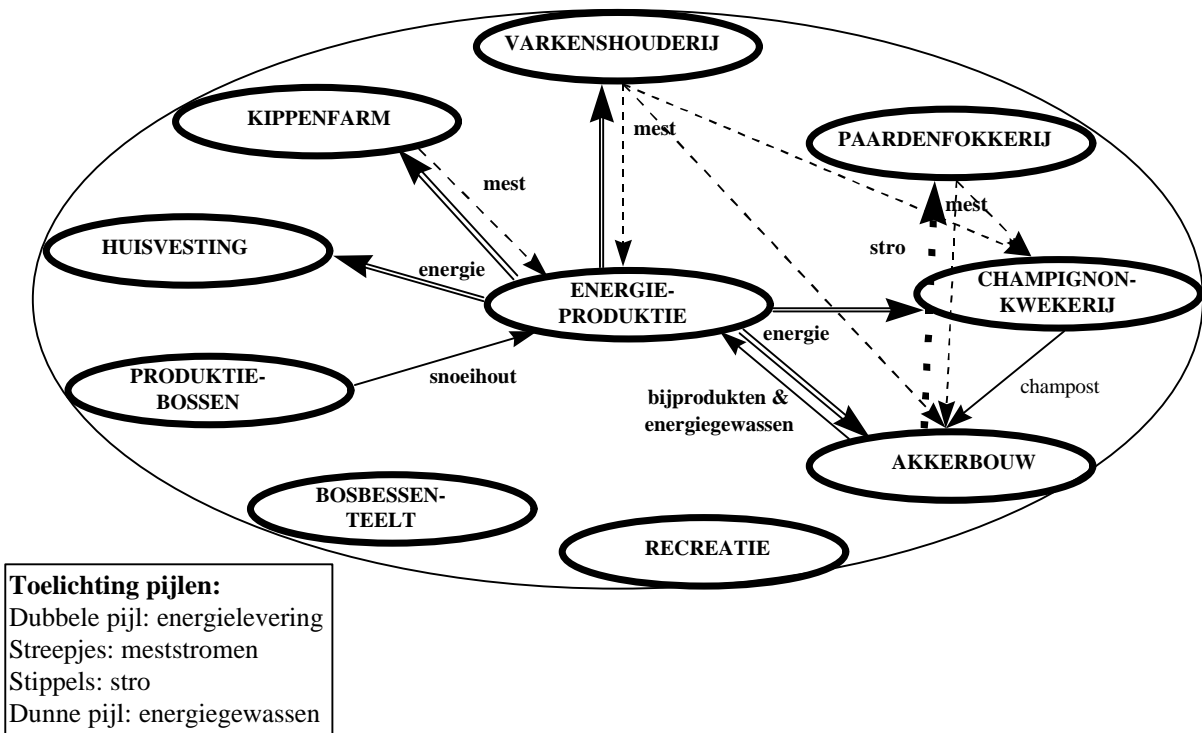 VARKENSHOUDERIJ
KIPPENFARM
mest
PAARDENFOKKERIJ
mest
mest
stro
HUISVESTING
energie
ENERGIE-
PRODUKTIE
CHAMPIGNON-
KWEKERIJ
energie
PRODUKTIE-
BOSSEN
snoeihout
bijprodukten &
energiegewassen
champost
AKKERBOUW
BOSBESSEN-
TEELT
RECREATIE
Toelichting pijlen:
Dubbele pijl: energielevering
Streepjes: meststromen
Stippels: stro
Dunne pijl: energiegewassen